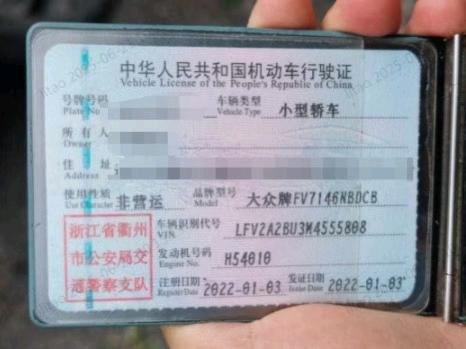 中华人民共和国机动车行驶证
Vehicle License of the People's Republic of China
号牌号码
Plate No.
车辆类型
Vehicle Type
小型轿车
所有人
Owner
住址
Address
使用性质
Use Character
非营运
品牌型号
Model
大众牌FV7146NBDCB
浙江省衢州
市公安局交
通警察支队
车辆识别代号
VIN.
LFV2A2BU3M4555808
发动机号码
Engine No.
H54010
注册日期
Register Date
2022-01-03
发证日期
Issue Date
2022-01-03